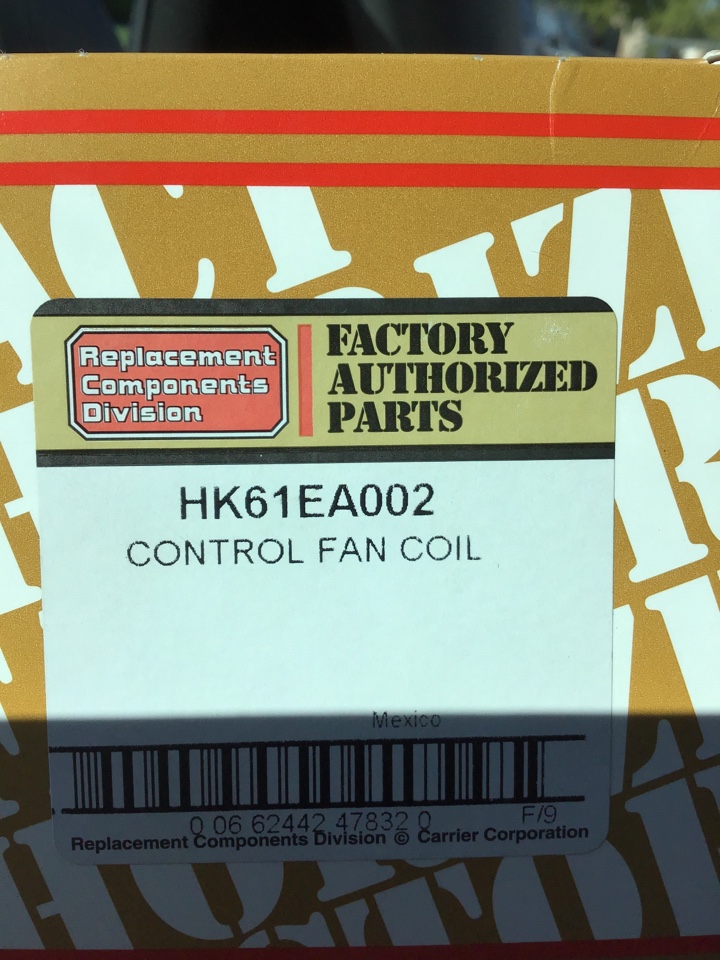 Replacement
Components
Division
FACTORY
AUTHORIZED
PARTS
HK61EA002
CONTROL FAN COIL
Mexico
0 06 62442 47832 0
F/9
Replacement Components Division © Carrier Corporation